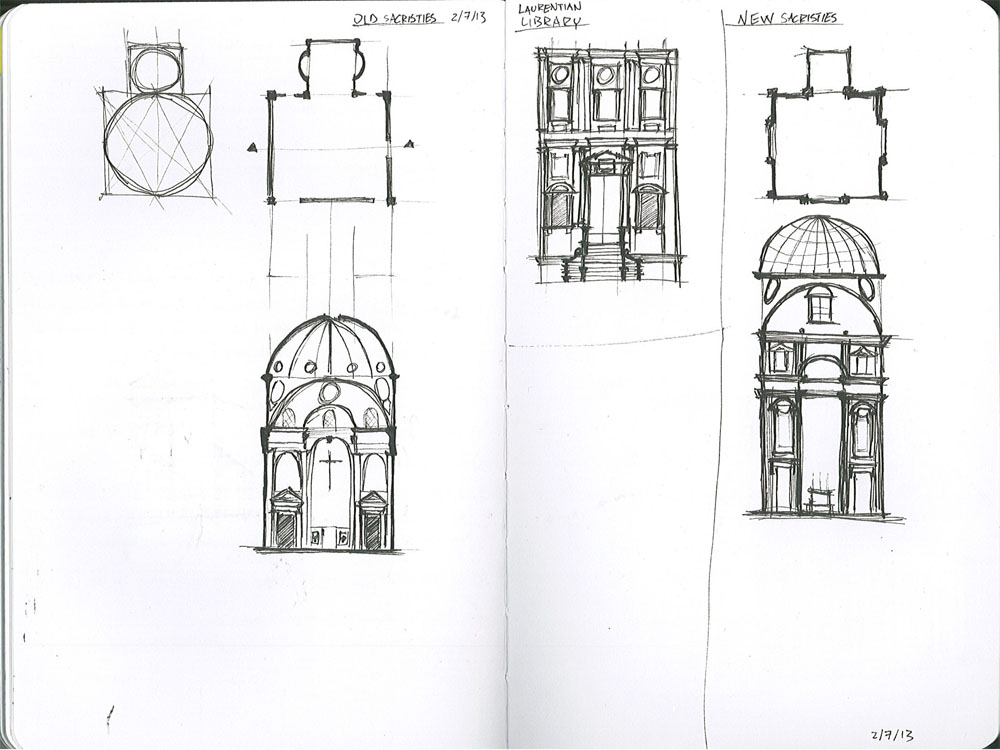 OLD SACRISTIES 2/7/13
LAURENTIAN
LIBRARY
NEW SACRISTIES
2/7/13